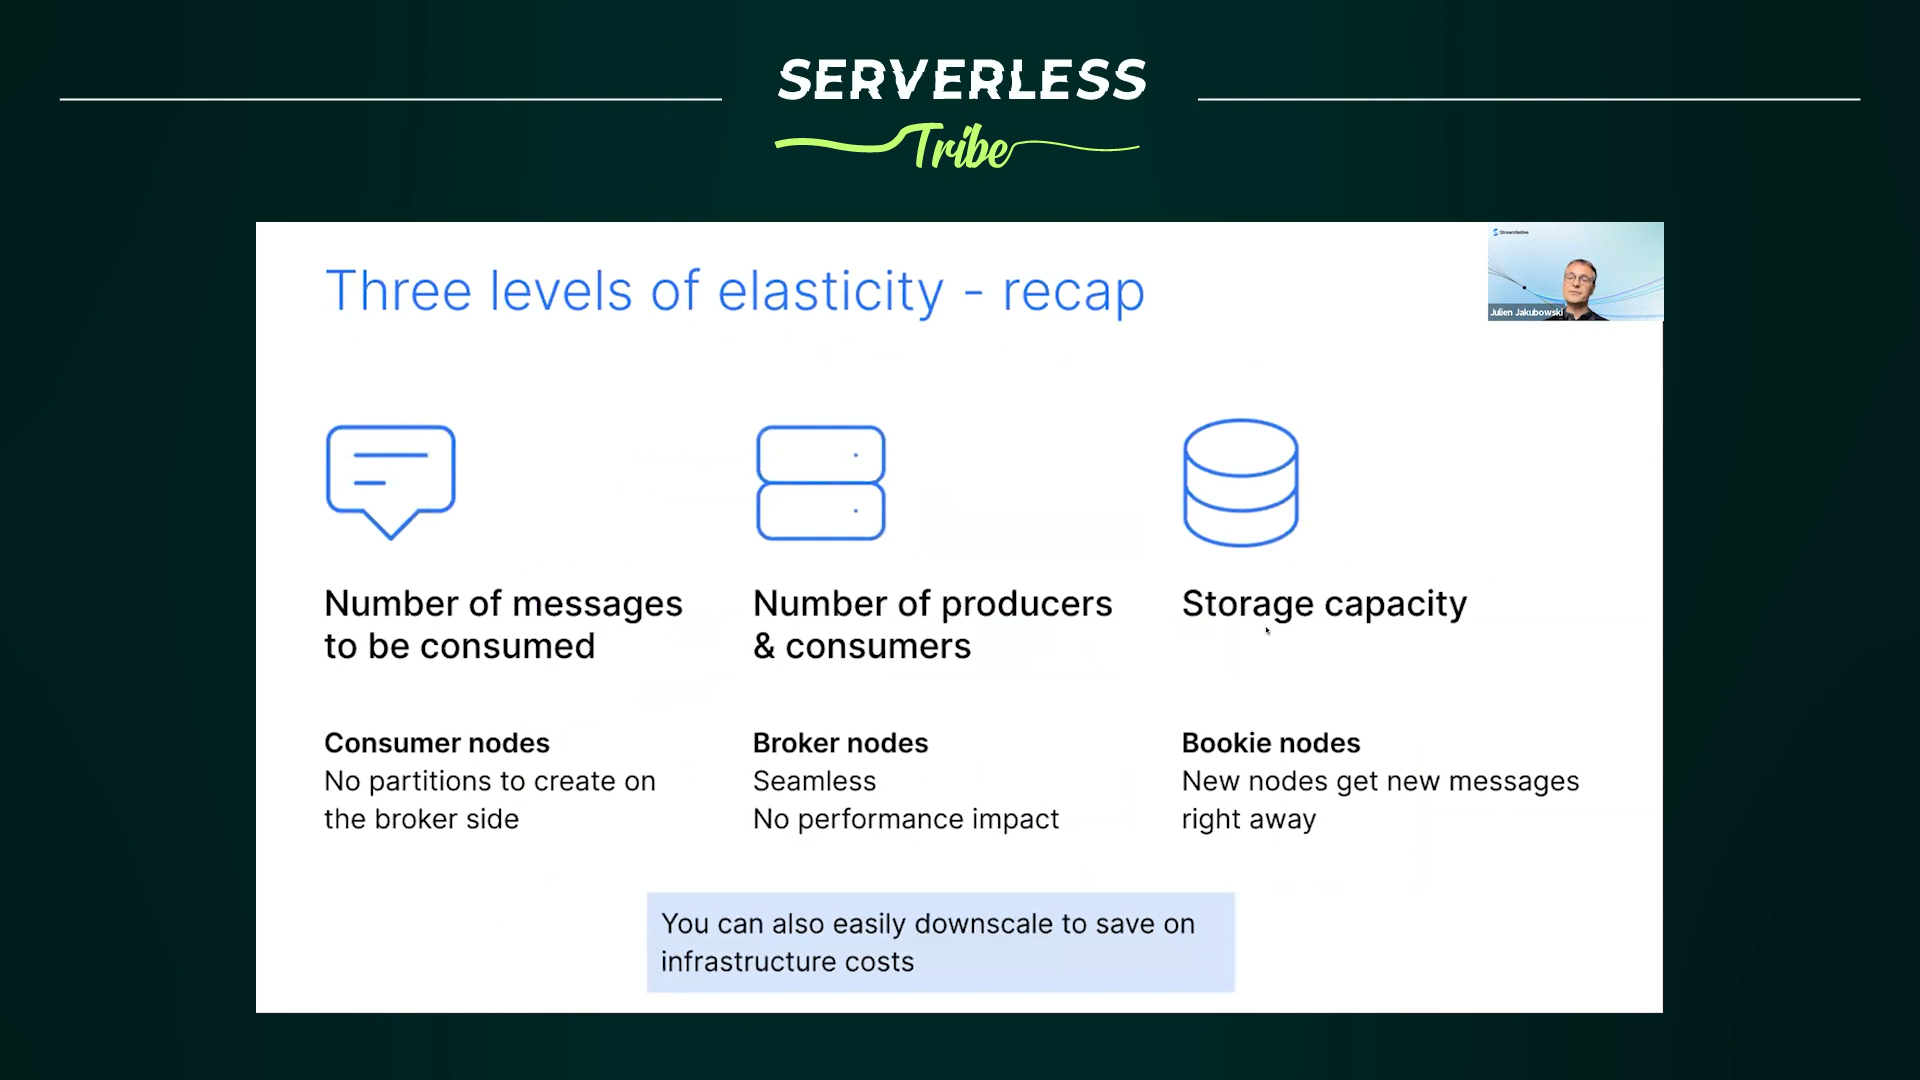 SERVERLESS
Tribe
Three levels of elasticity - recap
StreamNative
Julien Jakubowski
Number of messages
to be consumed
Number of producers
& consumers
Storage capacity
Consumer nodes
No partitions to create on
the broker side
Broker nodes
Seamless
No performance impact
Bookie nodes
New nodes get new messages
right away
You can also easily downscale to save on
infrastructure costs